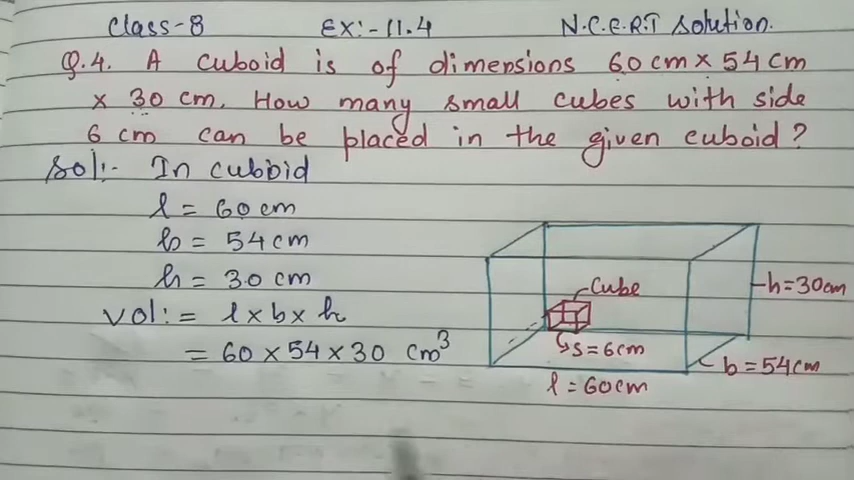 Class-8 Ex:-11.4 N.C.E.R.T Solution.
Q.4. A cuboid is of dimensions 60 cm x 54 cm
x 30 cm. How many small cubes with side
6 cm can be placed in the given cuboid?
Sol:- In cuboid
l = 60 cm
b = 54 cm
h = 30 cm
Vol: = l x b x h
= 60 x 54 x 30 cm³
Cube
h = 30cm
s = 6cm
b = 54cm
l = 60cm